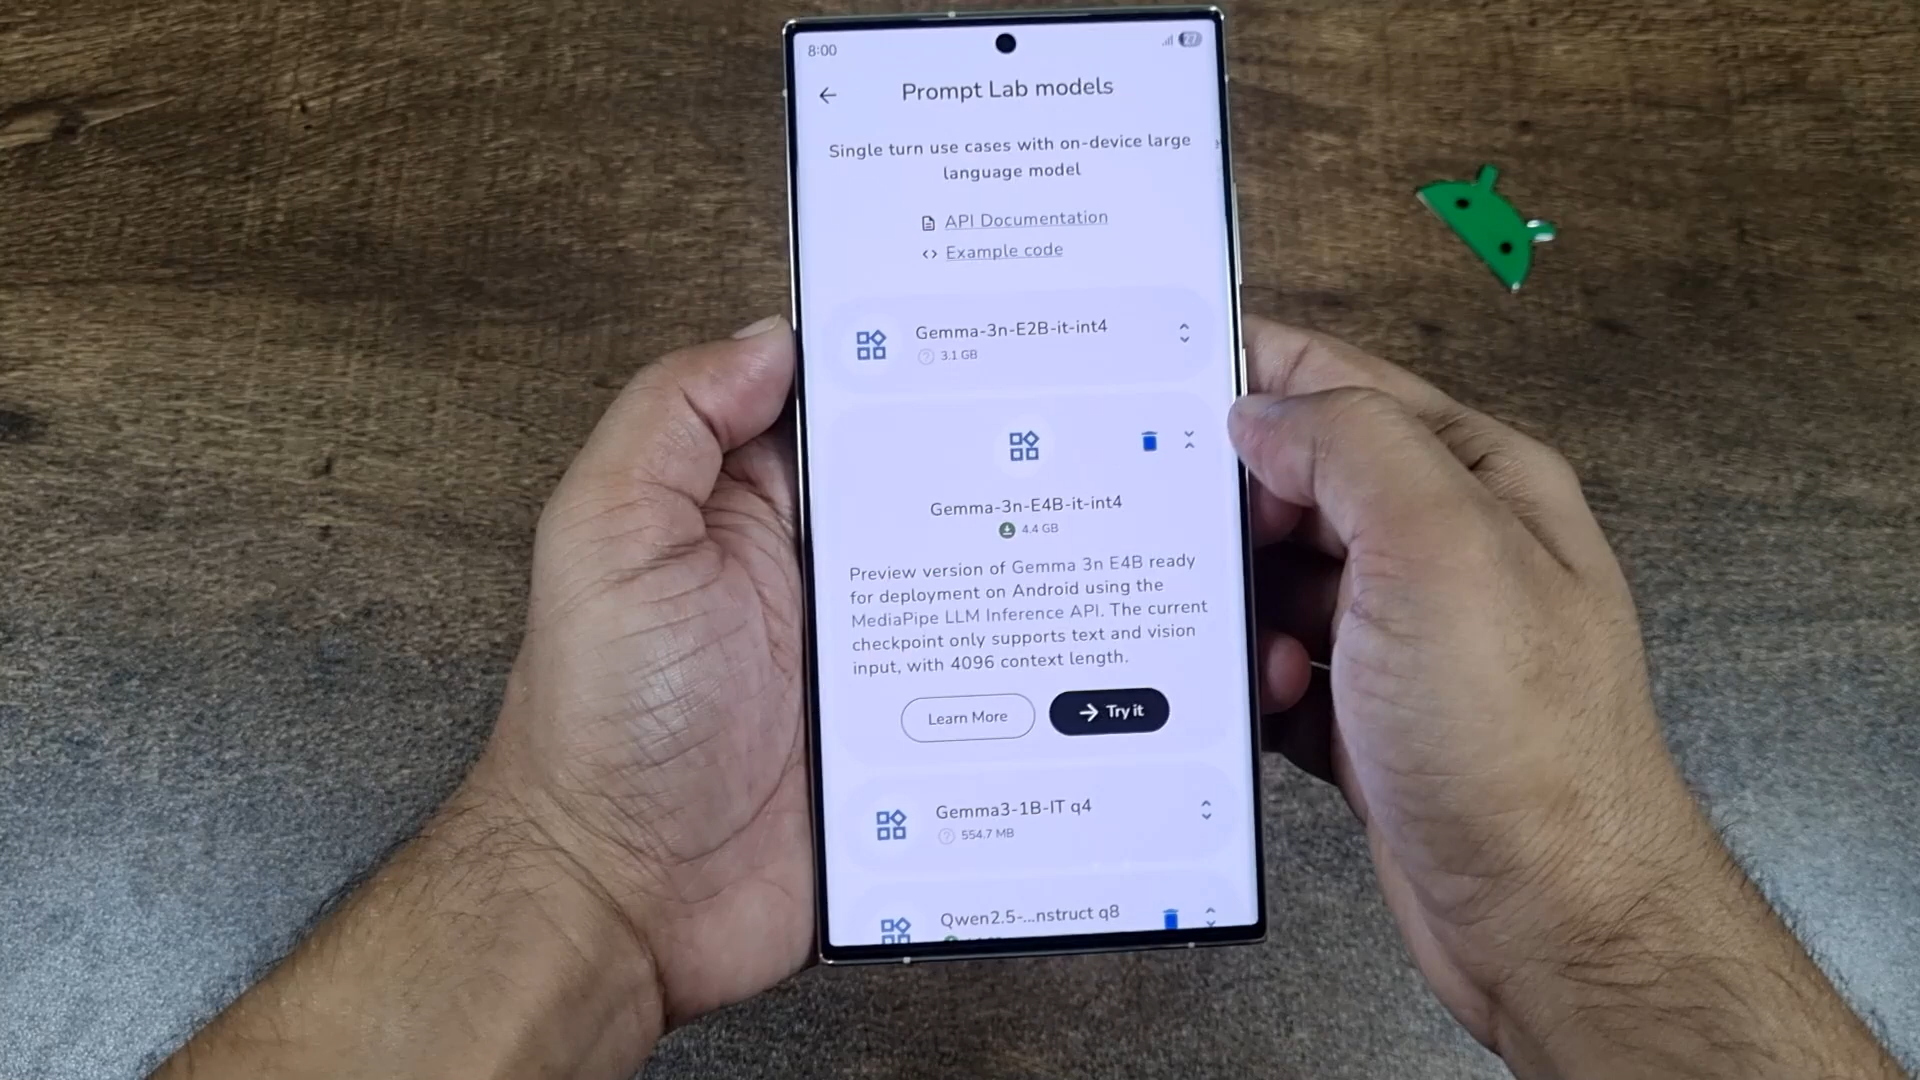 8:00
27
Prompt Lab models
Single turn use cases with on-device large
language model
API Documentation
Example code
Gemma-3n-E2B-it-int4
3.1 GB
Gemma-3n-E4B-it-int4
4.4 GB
Preview version of Gemma 3n E4B ready
for deployment on Android using the
MediaPipe LLM Inference API. The current
checkpoint only supports text and vision
input, with 4096 context length.
Learn More
Try it
Gemma3-1B-IT q4
554.7 MB
Qwen2.5-...nstruct q8